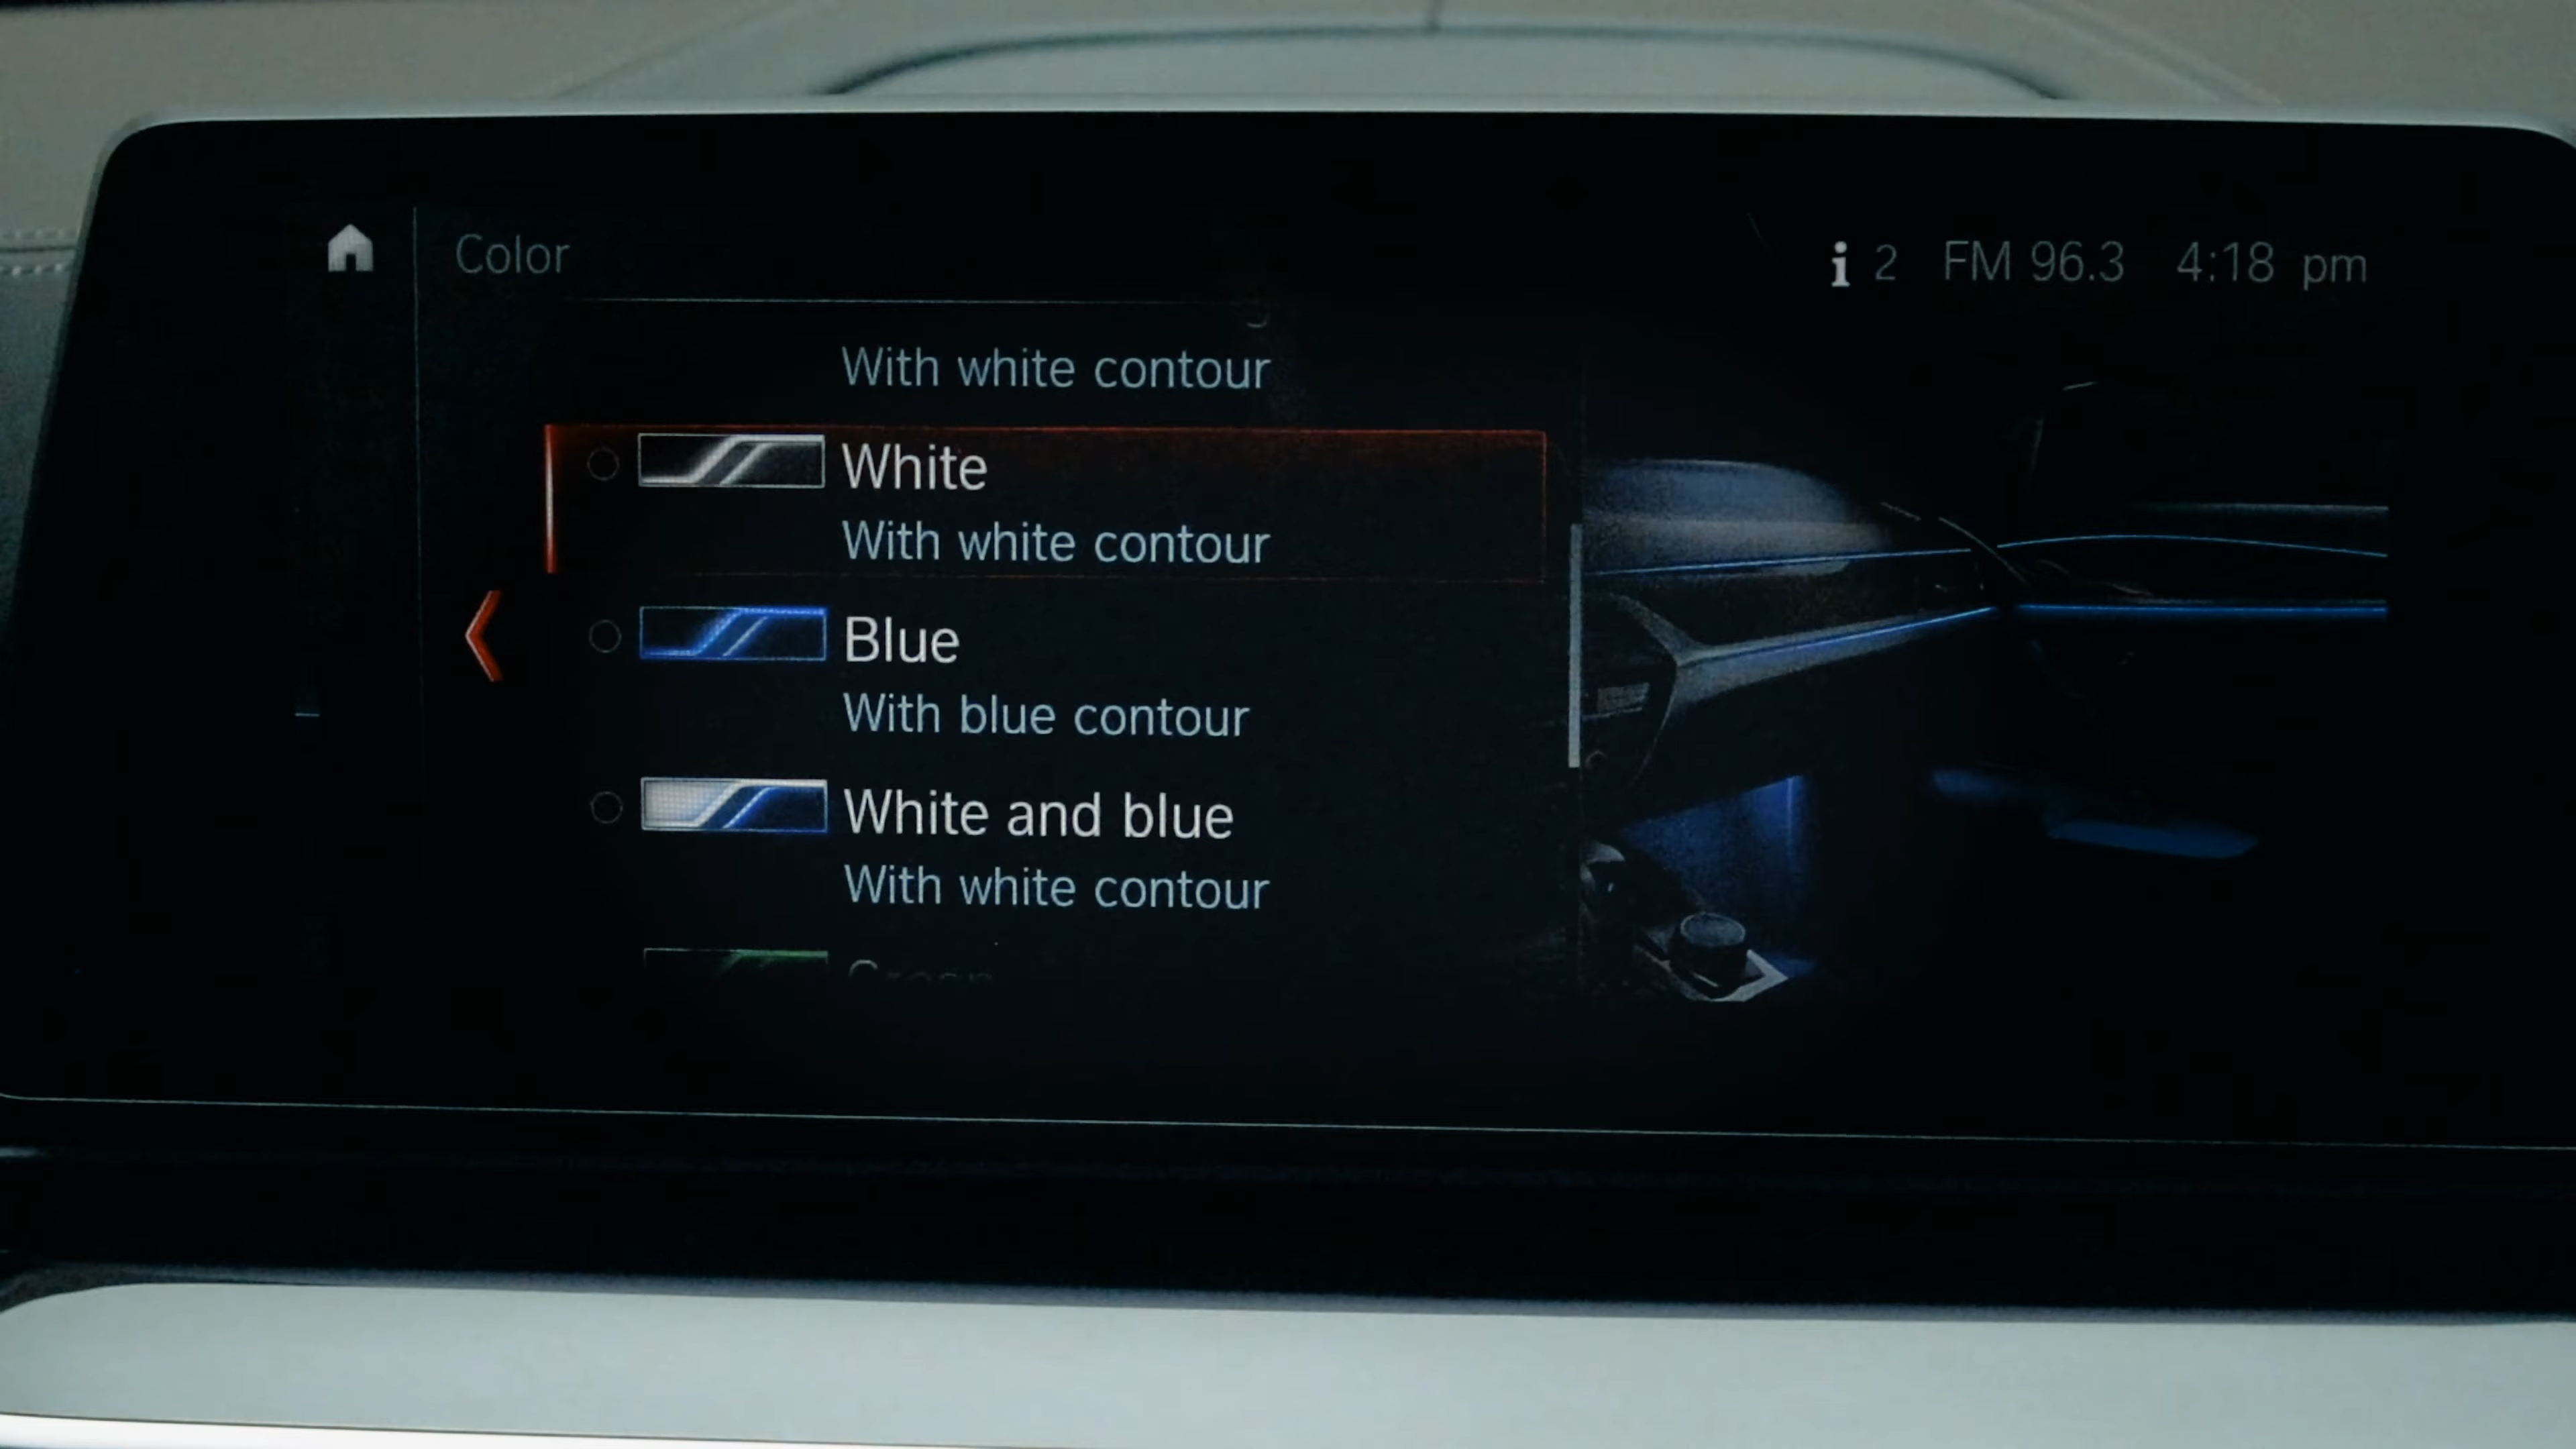 Color
i 2 FM 96.3 4:18 pm
With white contour
White
With white contour
Blue
With blue contour
White and blue
With white contour